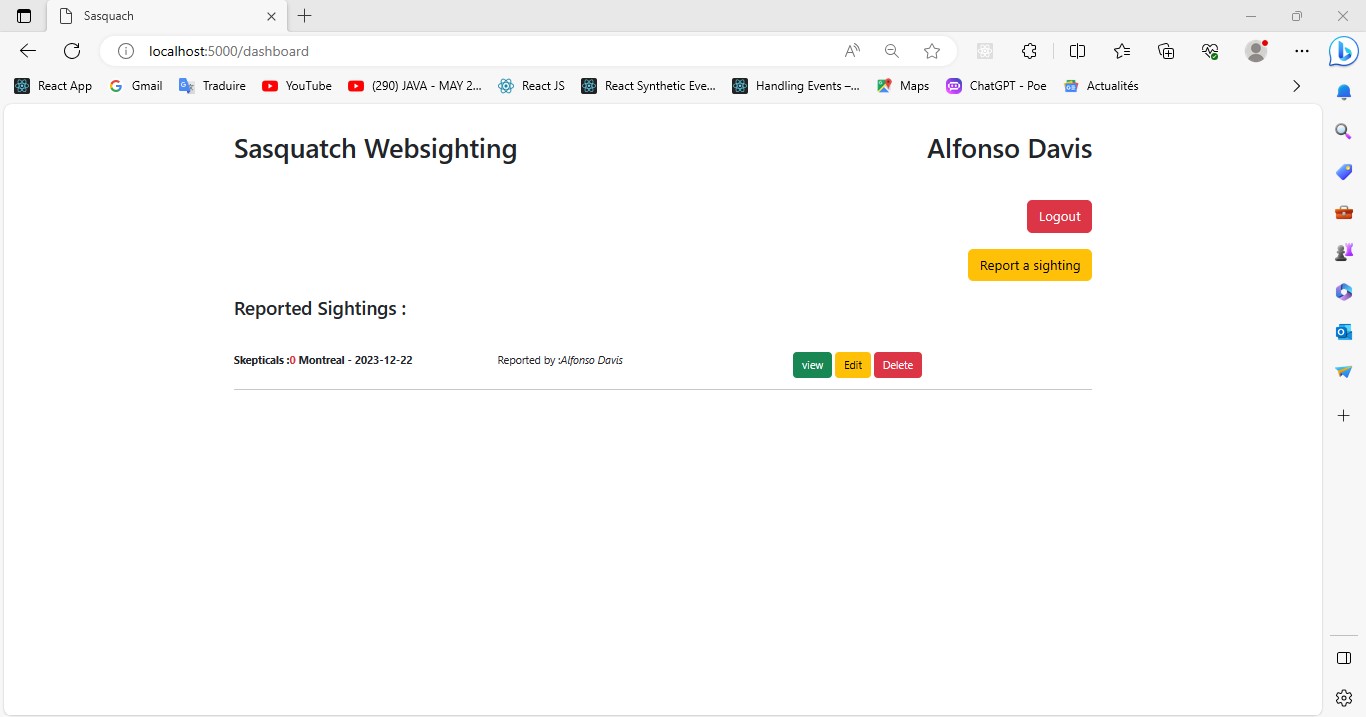 Sasquach
localhost:5000/dashboard
React App Gmail Traduire YouTube (290) JAVA - MAY 2... React JS React Synthetic Eve... Handling Events –... Maps ChatGPT - Poe Actualités
Sasquatch Websighting
Alfonso Davis
Logout
Report a sighting
Reported Sightings :
Skepticals :0 Montreal - 2023-12-22 Reported by :Alfonso Davis view Edit Delete